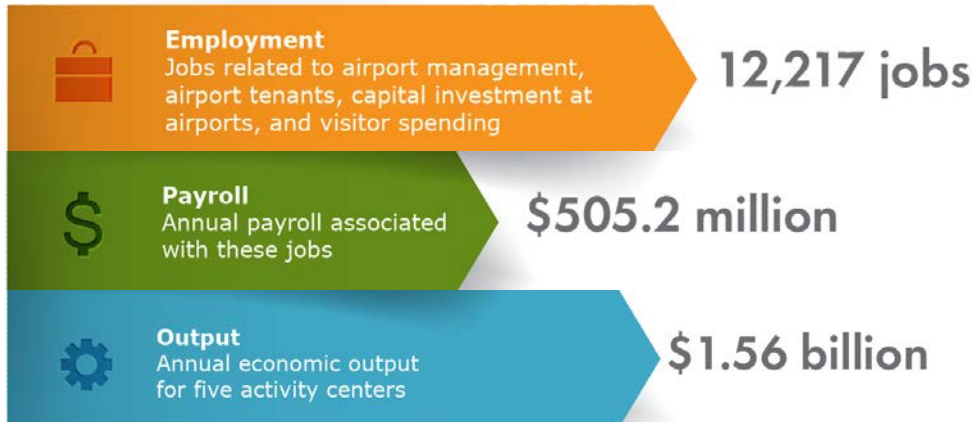 Employment
Jobs related to airport management,
airport tenants, capital investment at
airports, and visitor spending
12,217 jobs
$
Payroll
Annual payroll associated
with these jobs
$505.2 million
Output
Annual economic output
for five activity centers
$1.56 billion